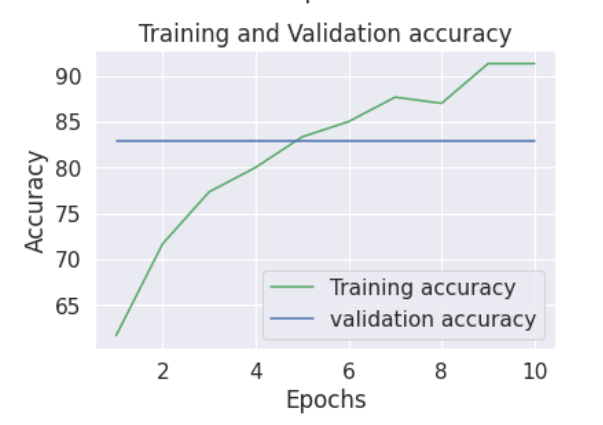 Training and Validation accuracy
90
85
80
75
70
65
Accuracy
Training accuracy
validation accuracy
2 4 6 8 10
Epochs